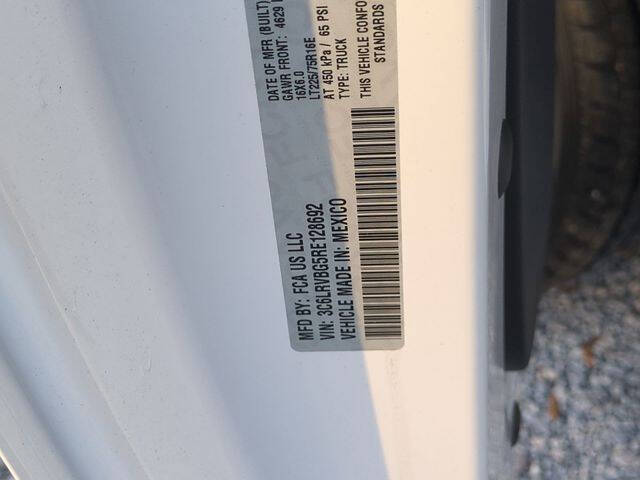 MFD BY: FCA US LLC
VIN: 3C6LRVBG5RE128692
VEHICLE MADE IN: MEXICO
DATE OF MFR (BUILT)
GAWR FRONT: 4629
16X6.0
LT225/75R16E
AT 450 kPa / 65 PSI
TYPE: TRUCK
THIS VEHICLE CONFO
STANDARDS